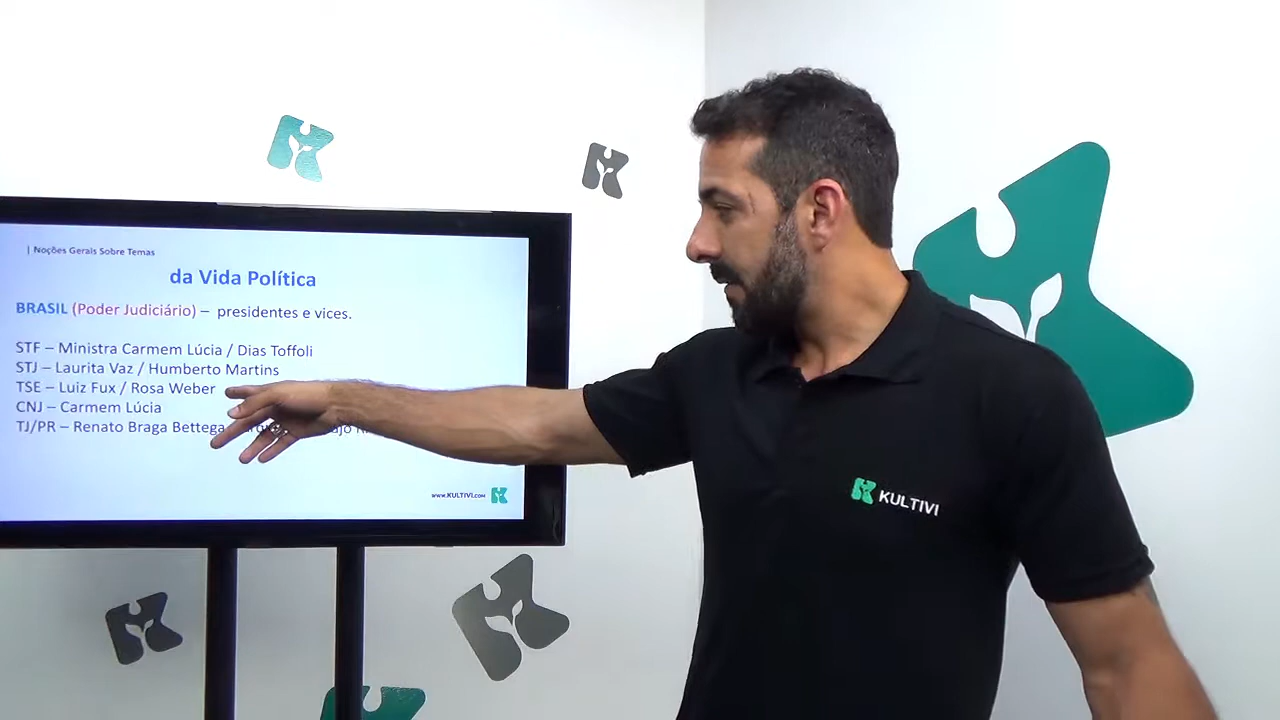 | Noções Gerais Sobre Temas
da Vida Política
BRASIL (Poder Judiciário) – presidentes e vices.
STF – Ministra Carmem Lúcia / Dias Toffoli
STJ – Laurita Vaz / Humberto Martins
TSE – Luiz Fux / Rosa Weber
CNJ – Carmem Lúcia
TJ/PR – Renato Braga Bettega
www.KULTIVI.com
KULTIVI